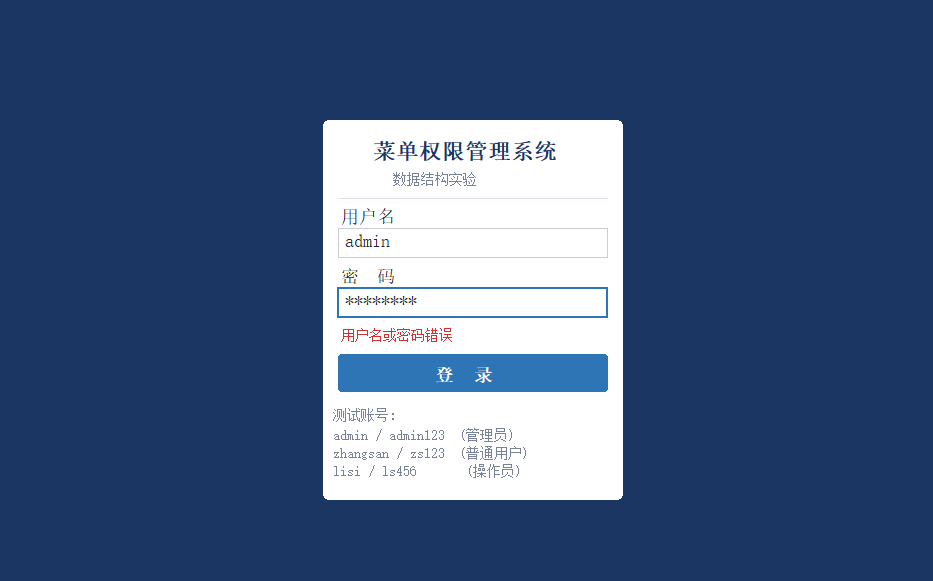 菜单权限管理系统
数据结构实验
用户名
admin
密 码
********
用户名或密码错误
登 录
测试账号:
admin / admin123 (管理员)
zhangsan / zs123 (普通用户)
lisi / ls456 (操作员)